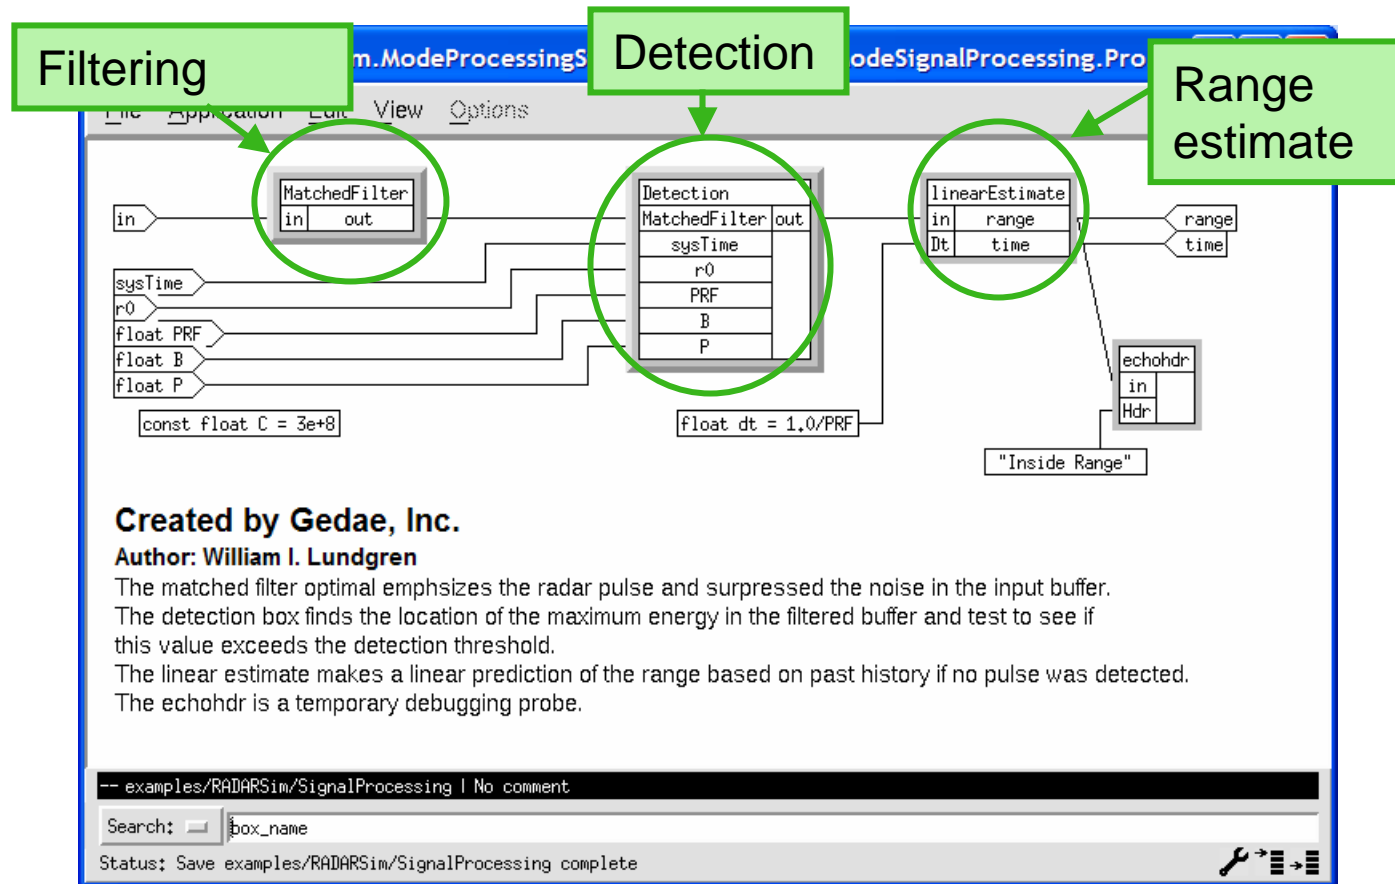 Filtering
Detection
Range
estimate
m.ModeProcessingS
odeSignalProcessing.Pro
File Application Edit View Options
MatchedFilter
in out
in
sysTime
r0
float PRF
float B
float P
const float C = 3e+8
Detection
MatchedFilter out
sysTime
r0
PRF
B
P
float dt = 1.0/PRF
linearEstimate
in range
Dt time
range
time
echohdr
in
Hdr
"Inside Range"
Created by Gedae, Inc.
Author: William I. Lundgren
The matched filter optimal emphsizes the radar pulse and surpressed the noise in the input buffer.
The detection box finds the location of the maximum energy in the filtered buffer and test to see if
this value exceeds the detection threshold.
The linear estimate makes a linear prediction of the range based on past history if no pulse was detected.
The echohdr is a temporary debugging probe.
-- examples/RADARSim/SignalProcessing | No comment
Search: box_name
Status: Save examples/RADARSim/SignalProcessing complete